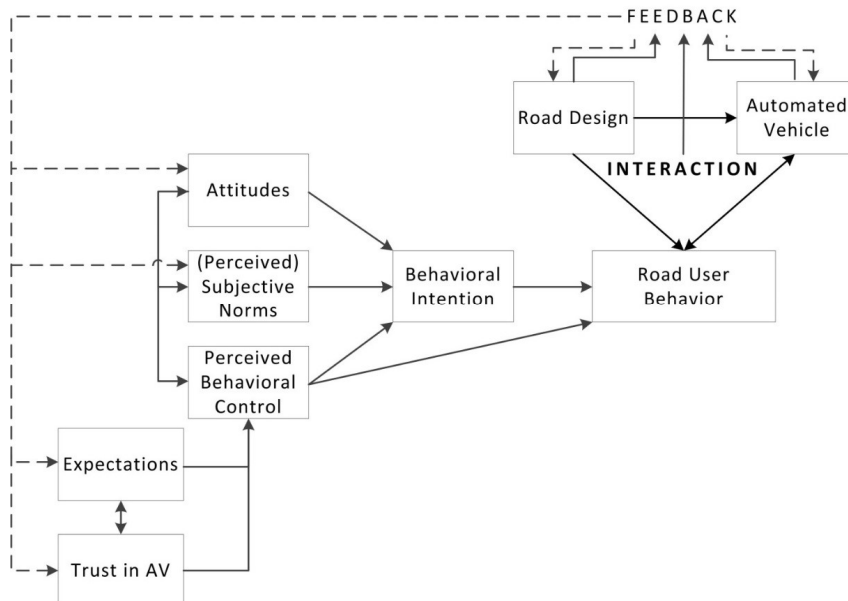 FEEDBACK
Road Design
Automated
Vehicle
INTERACTION
Attitudes
(Perceived)
Subjective
Norms
Behavioral
Intention
Road User
Behavior
Perceived
Behavioral
Control
Expectations
Trust in AV